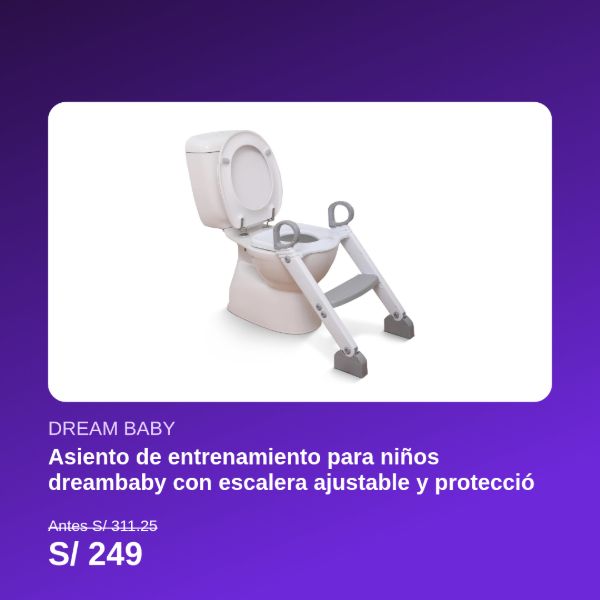 DREAM BABY
Asiento de entrenamiento para niños
dreambaby con escalera ajustable y protecció
Antes S/ 311.25
S/ 249